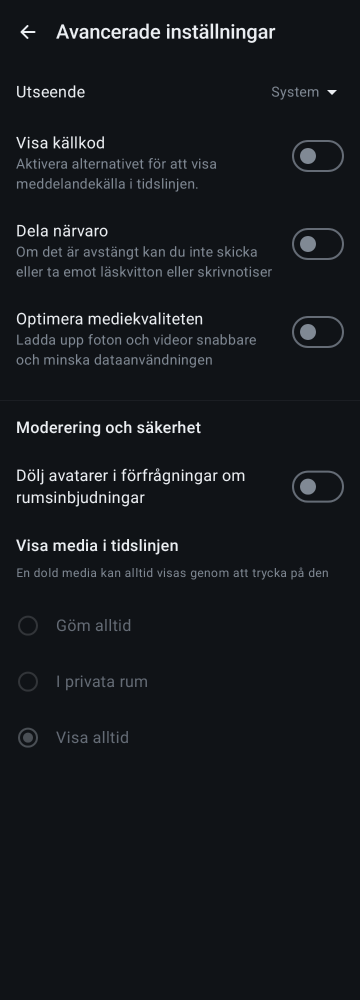 Avancerade inställningar
Utseende
System
Visa källkod
Aktivera alternativet för att visa
meddelandekälla i tidslinjen.
Dela närvaro
Om det är avstängt kan du inte skicka
eller ta emot läskvitton eller skrivnotiser
Optimera mediekvaliteten
Ladda upp foton och videor snabbare
och minska dataanvändningen
Moderering och säkerhet
Dölj avatarer i förfrågningar om
rumsinbjudningar
Visa media i tidslinjen
En dold media kan alltid visas genom att trycka på den
Göm alltid
I privata rum
Visa alltid